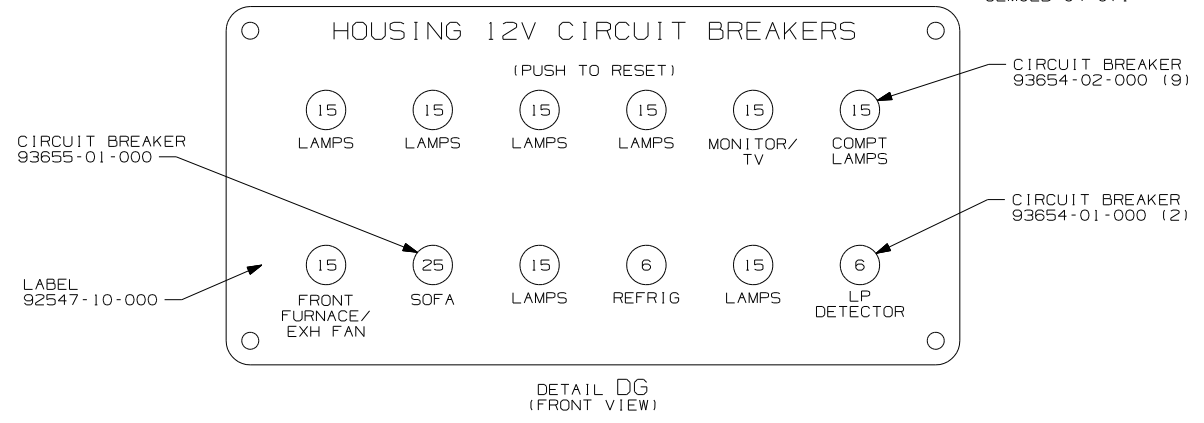 HOUSING 12V CIRCUIT BREAKERS
(PUSH TO RESET)
CIRCUIT BREAKER
93654-02-000 (9)
15 15 15 15 15 15
LAMPS LAMPS LAMPS LAMPS MONITOR/ TV COMPT LAMPS
CIRCUIT BREAKER
93655-01-000
CIRCUIT BREAKER
93654-01-000 (2)
15 25 15 6 15 6
FRONT FURNACE/ EXH FAN SOFA LAMPS REFRIG LAMPS LP DETECTOR
LABEL
92547-10-000
DETAIL DG
(FRONT VIEW)